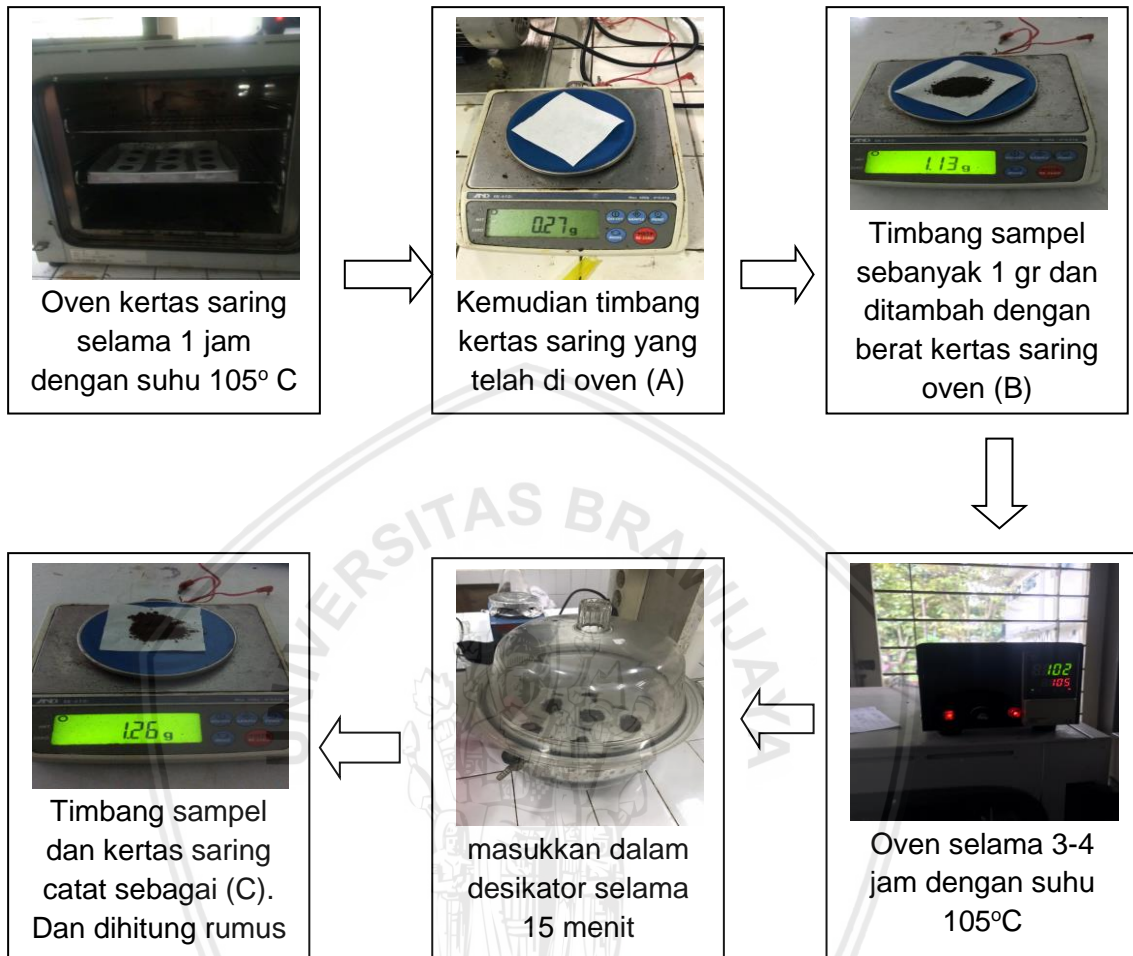 Oven kertas saring
selama 1 jam
dengan suhu 105º C
0.27 g
Kemudian timbang
kertas saring yang
telah di oven (A)
1.13 g
Timbang sampel
sebanyak 1 gr dan
ditambah dengan
berat kertas saring
oven (B)
102
105
Oven selama 3-4
jam dengan suhu
105ºC
masukkan dalam
desikator selama
15 menit
1.26 g
Timbang sampel
dan kertas saring
catat sebagai (C).
Dan dihitung rumus
UNIVERSITAS BRAWIJAYA